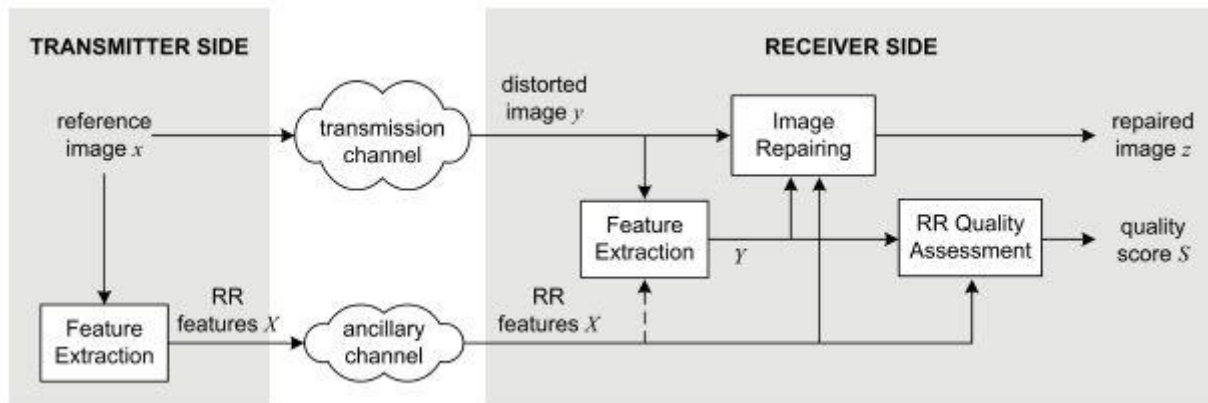 TRANSMITTER SIDE
RECEIVER SIDE
reference
image x
transmission
channel
distorted
image y
Image
Repairing
repaired
image z
Feature
Extraction
Y
RR Quality
Assessment
quality
score S
Feature
Extraction
RR
features X
ancillary
channel
RR
features X